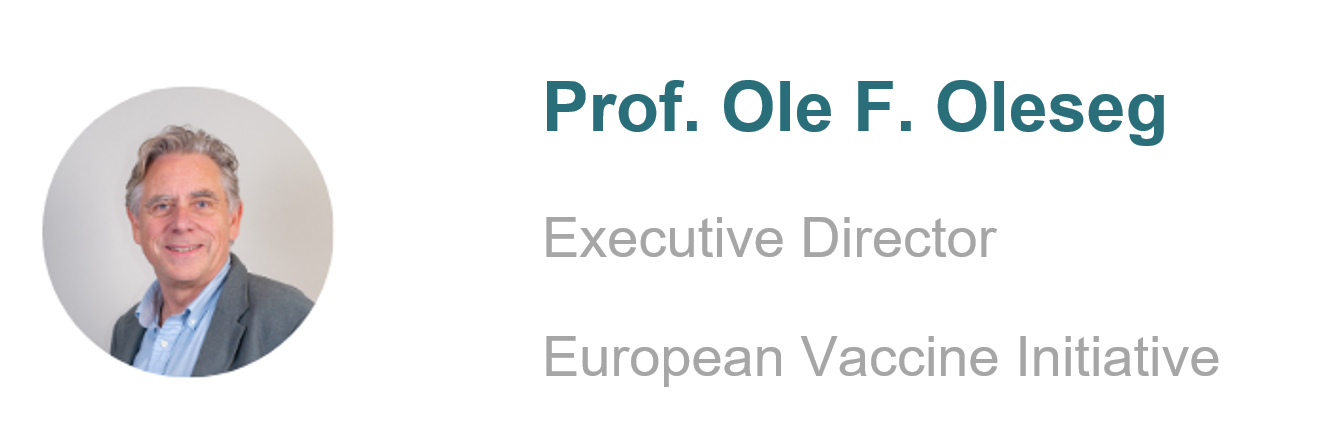 Prof. Ole F. Oleseg
Executive Director
European Vaccine Initiative